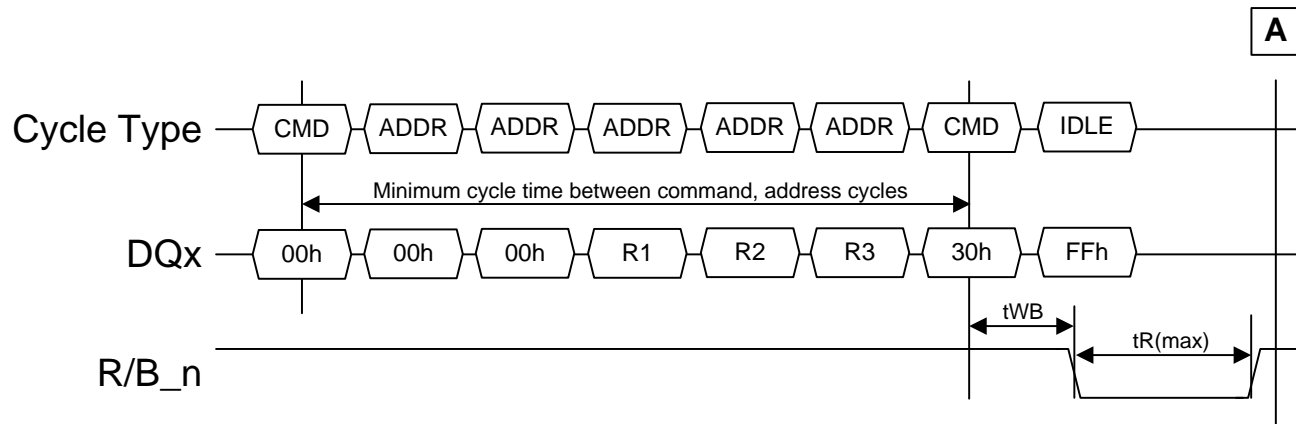 A
Cycle Type CMD ADDR ADDR ADDR ADDR ADDR CMD IDLE
Minimum cycle time between command, address cycles
DQx 00h 00h 00h R1 R2 R3 30h FFh
tWB
tR(max)
R/B_n